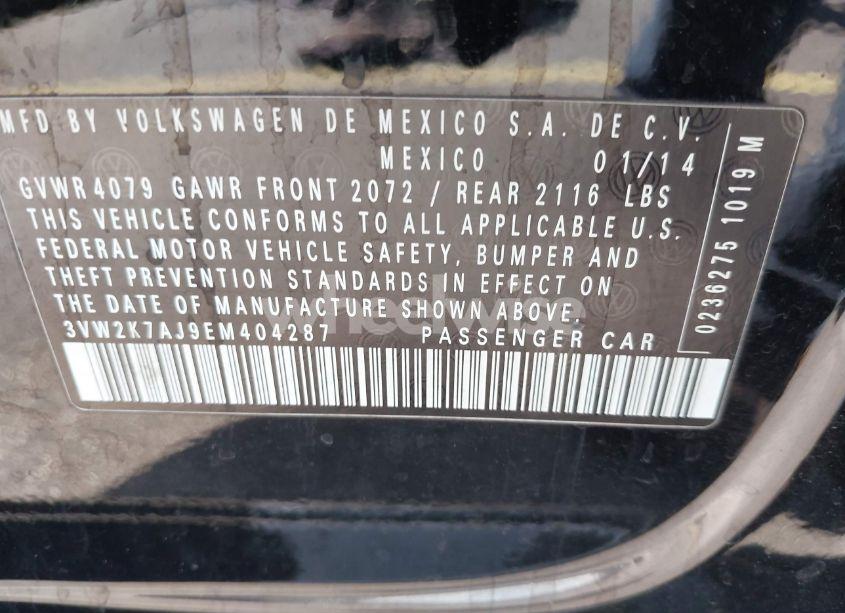 MFD BY VOLKSWAGEN DE MEXICO S.A. DE C.V.
MEXICO 01/14
GVWR 4079 GAWR FRONT 2072 / REAR 2116 LBS
THIS VEHICLE CONFORMS TO ALL APPLICABLE U.S.
FEDERAL MOTOR VEHICLE SAFETY, BUMPER AND
THEFT PREVENTION STANDARDS IN EFFECT ON
THE DATE OF MANUFACTURE SHOWN ABOVE.
3VW2K7AJ9EM404287 PASSENGER CAR
0236275 1019 M
wheelwise